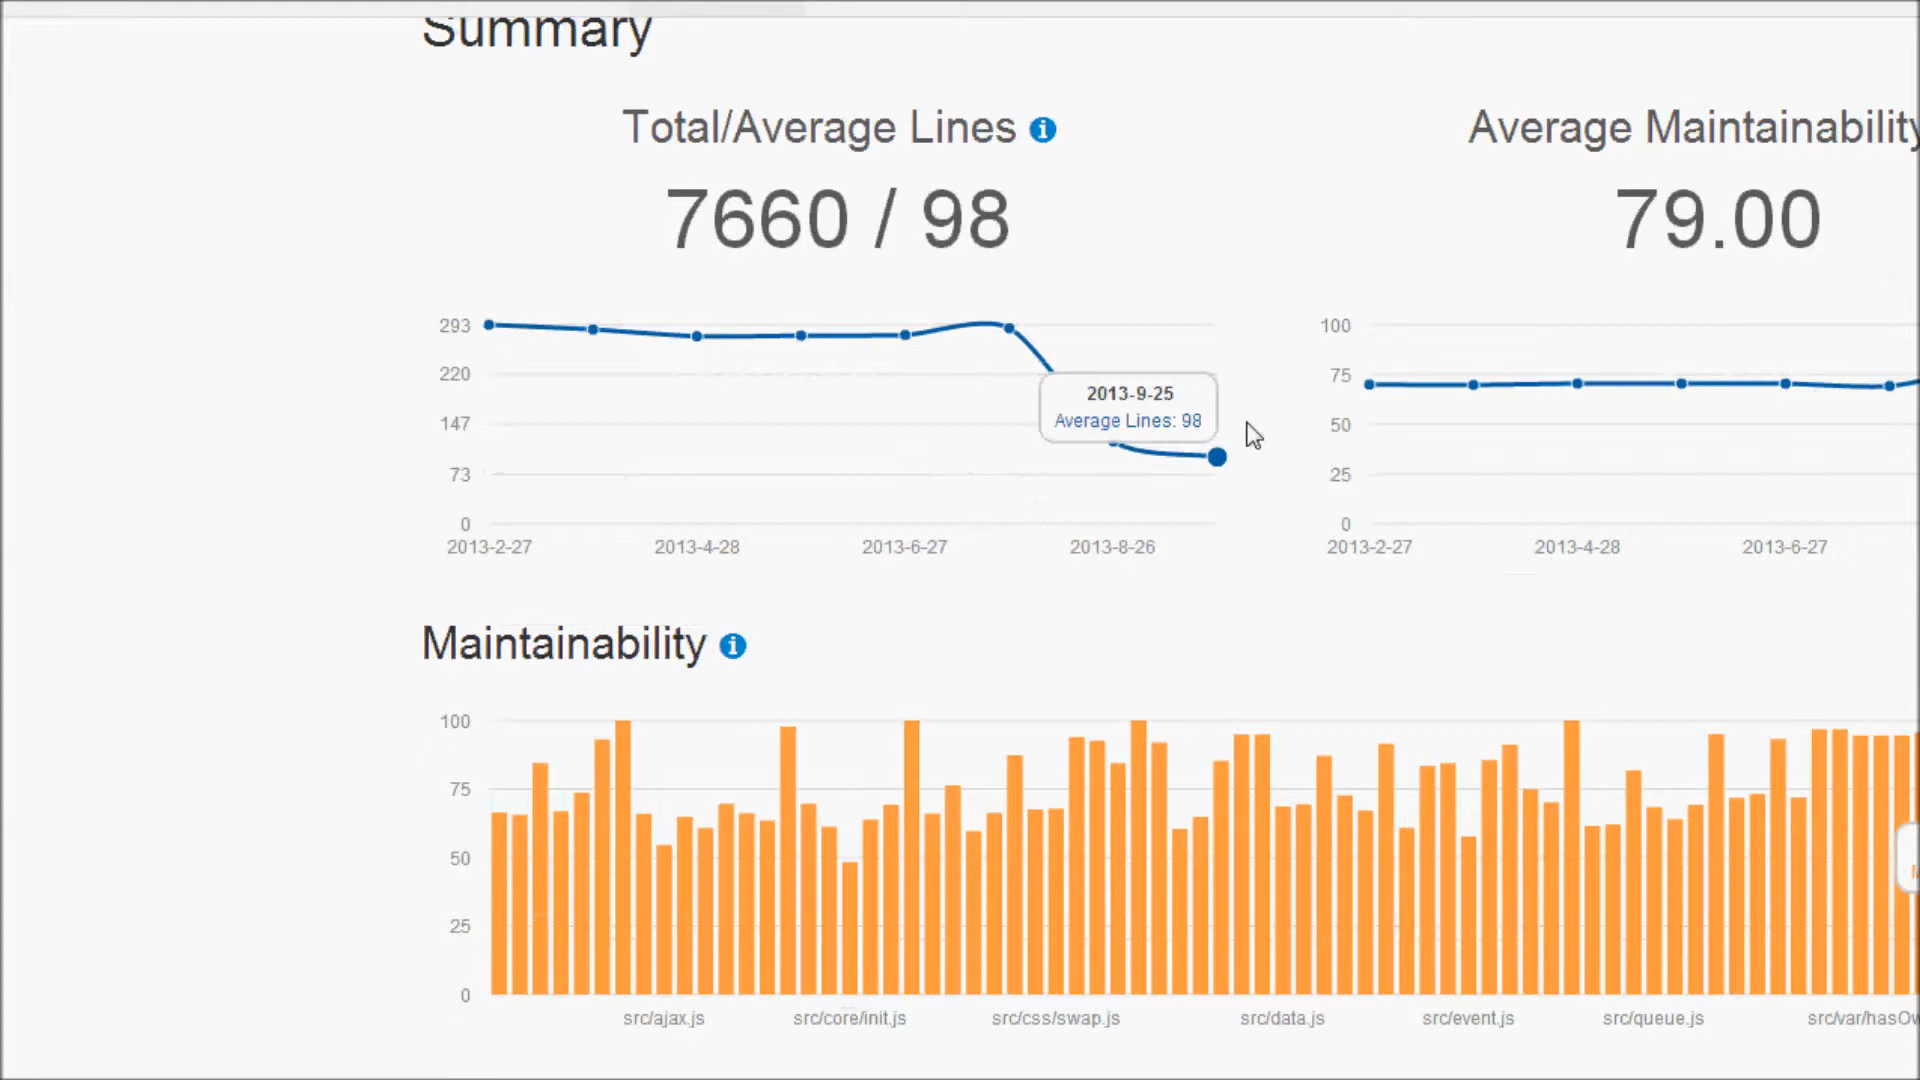 Summary
Total/Average Lines
7660 / 98
293
220
147
73
0
2013-2-27 2013-4-28 2013-6-27 2013-8-26
2013-9-25
Average Lines: 98
Average Maintainability
79.00
100
75
50
25
0
2013-2-27 2013-4-28 2013-6-27
Maintainability
100
75
50
25
0
src/ajax.js src/core/init.js src/css/swap.js src/data.js src/event.js src/queue.js src/var/hasOw